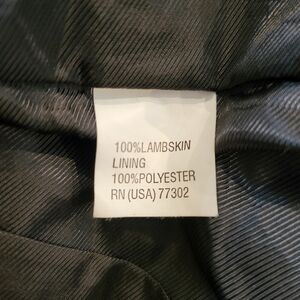 100%LAMBSKIN
LINING
100%POLYESTER
RN (USA) 77302